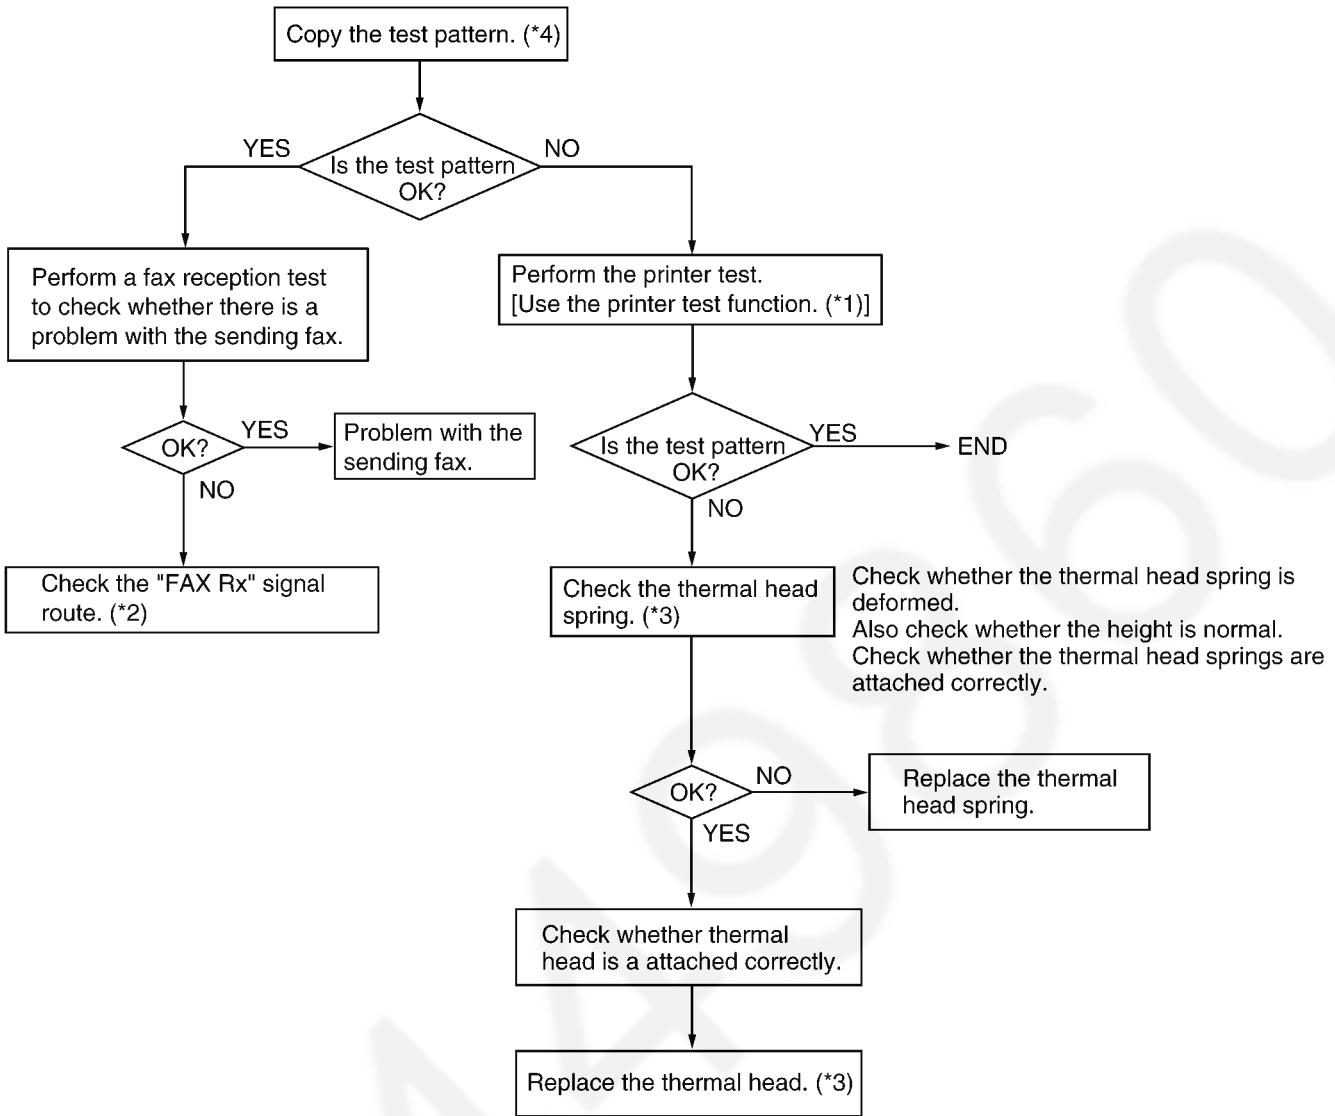 Copy the test pattern. (*4)
YES
NO
Is the test pattern
OK?
Perform a fax reception test
to check whether there is a
problem with the sending fax.
Perform the printer test.
[Use the printer test function. (*1)]
OK?
YES
Problem with the
sending fax.
NO
Is the test pattern
OK?
YES
END
NO
Check the "FAX Rx" signal
route. (*2)
Check the thermal head
spring. (*3)
Check whether the thermal head spring is
deformed.
Also check whether the height is normal.
Check whether the thermal head springs are
attached correctly.
OK?
NO
Replace the thermal
head spring.
YES
Check whether thermal
head is a attached correctly.
Replace the thermal head. (*3)